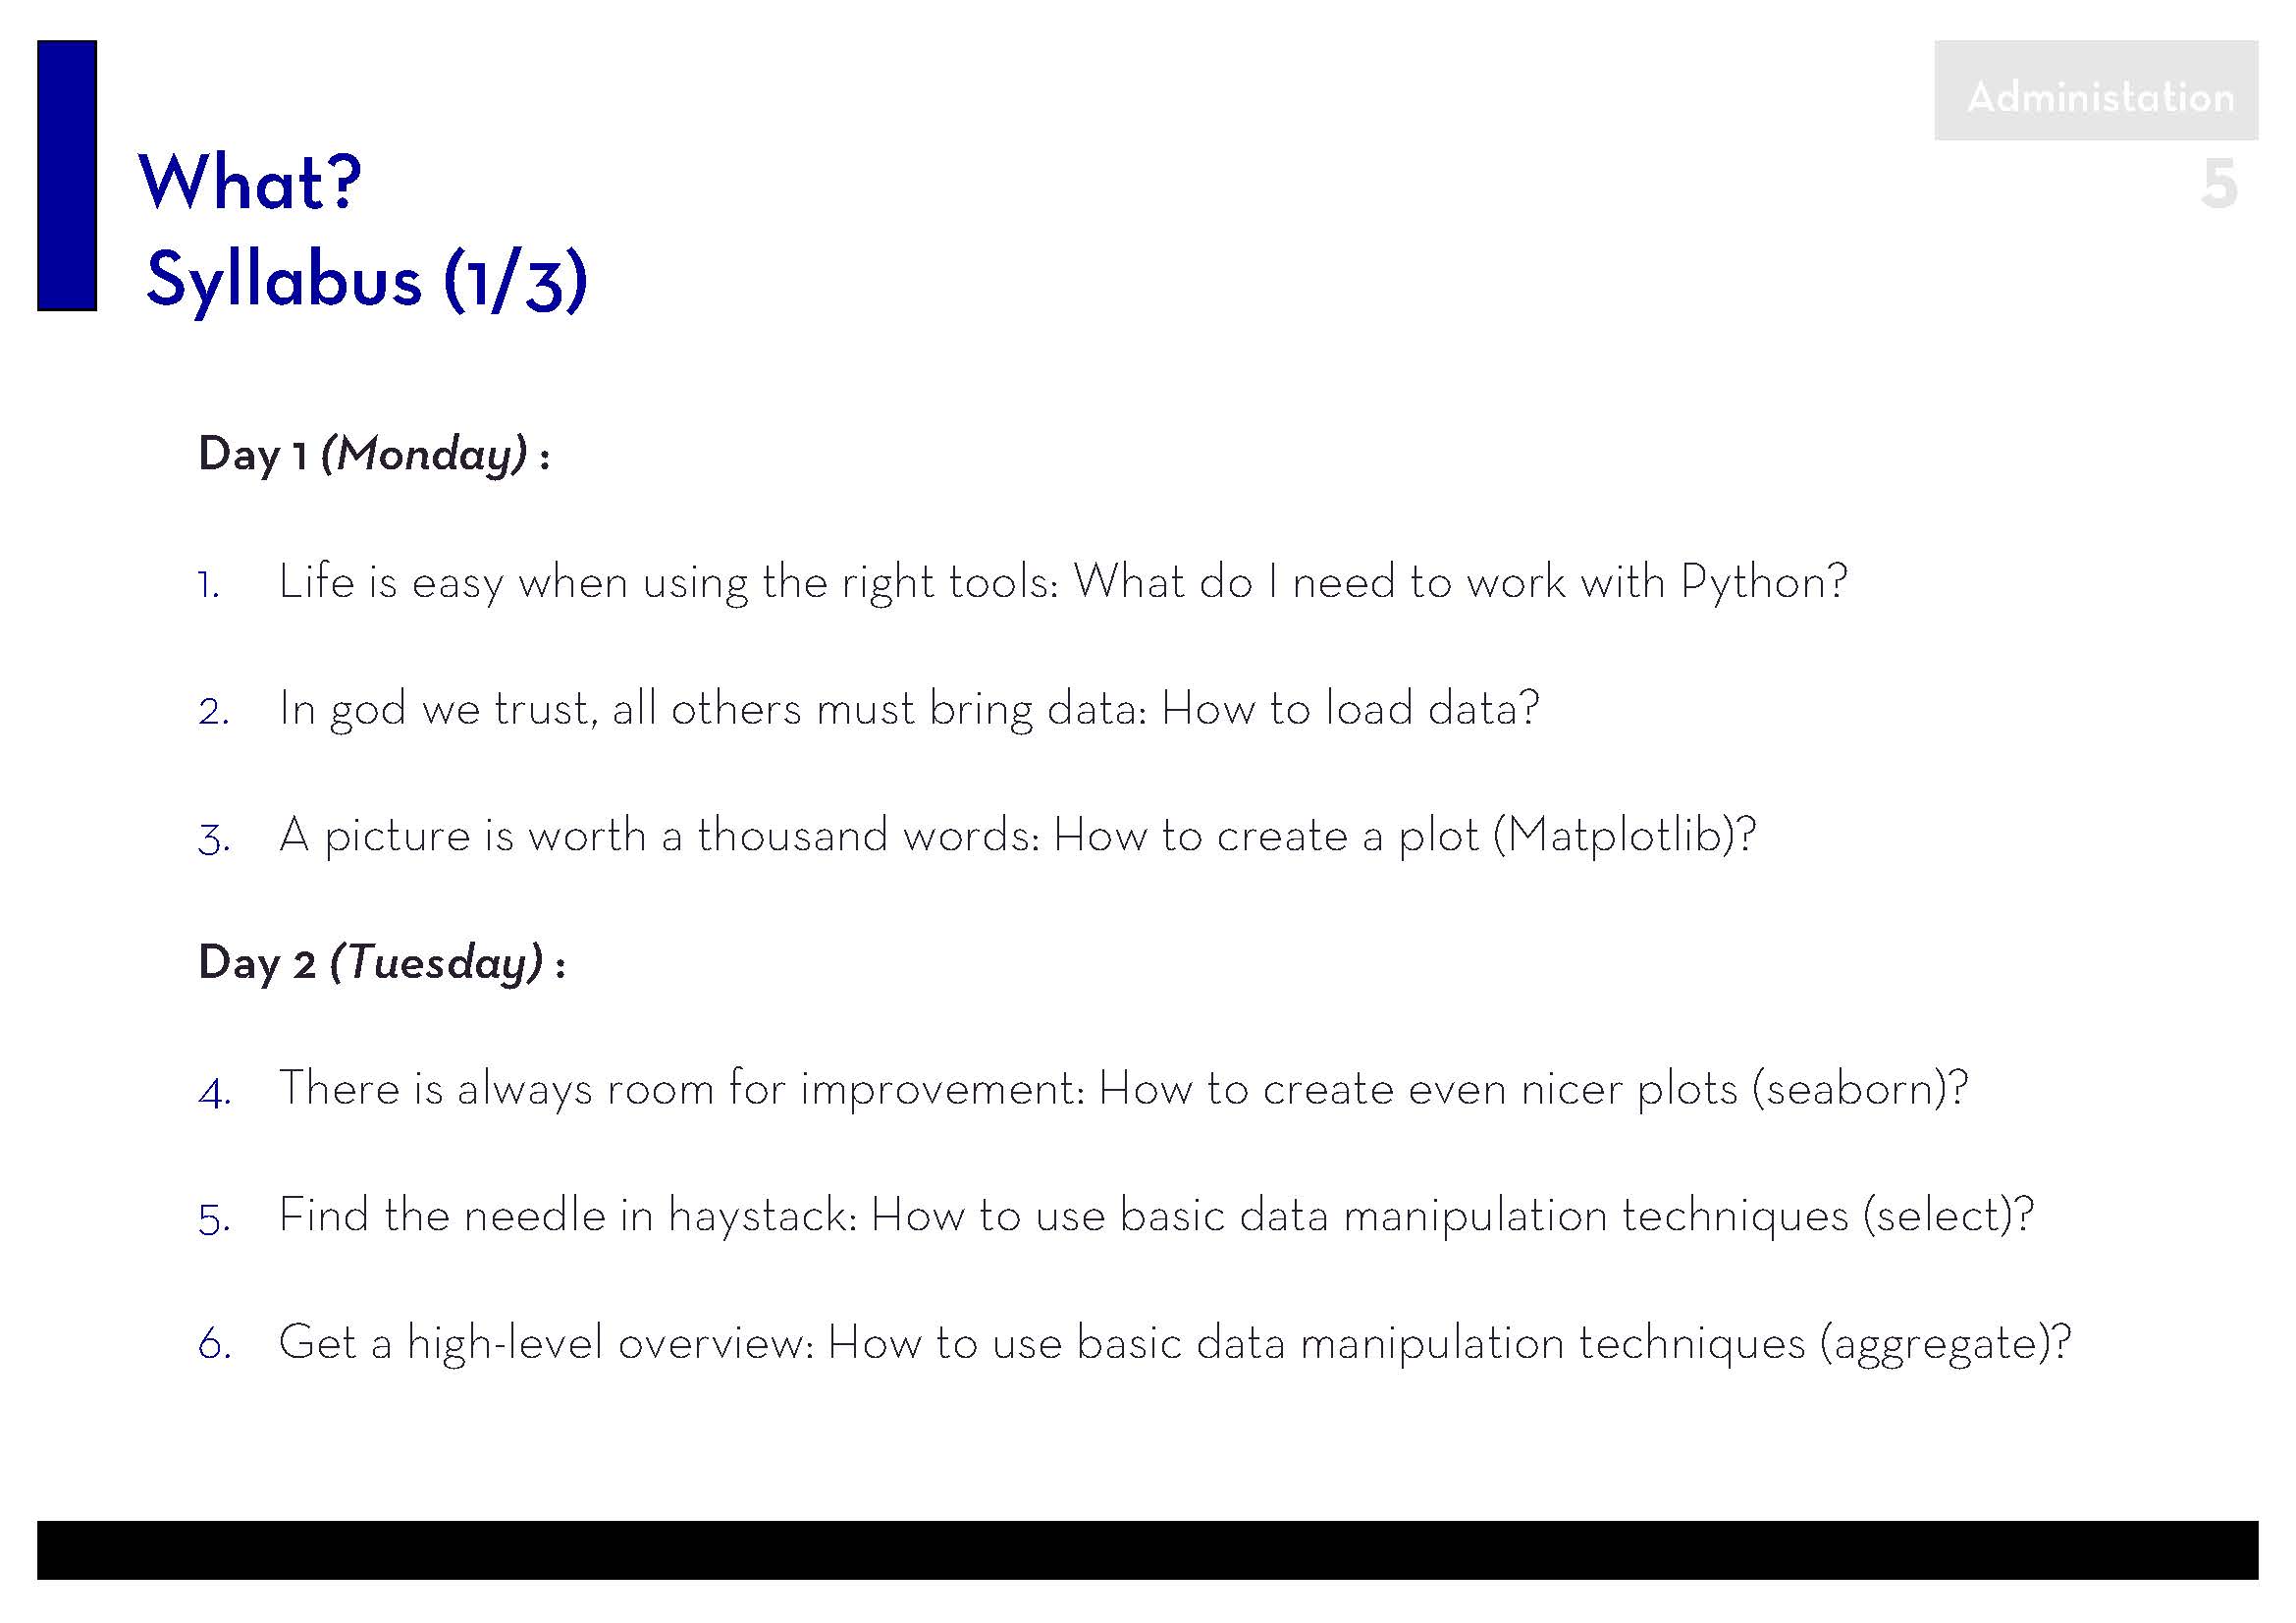 Administation
5
What?
Syllabus (1/3)
Day 1 (Monday) :
1. Life is easy when using the right tools: What do I need to work with Python?
2. In god we trust, all others must bring data: How to load data?
3. A picture is worth a thousand words: How to create a plot (Matplotlib)?
Day 2 (Tuesday) :
4. There is always room for improvement: How to create even nicer plots (seaborn)?
5. Find the needle in haystack: How to use basic data manipulation techniques (select)?
6. Get a high-level overview: How to use basic data manipulation techniques (aggregate)?